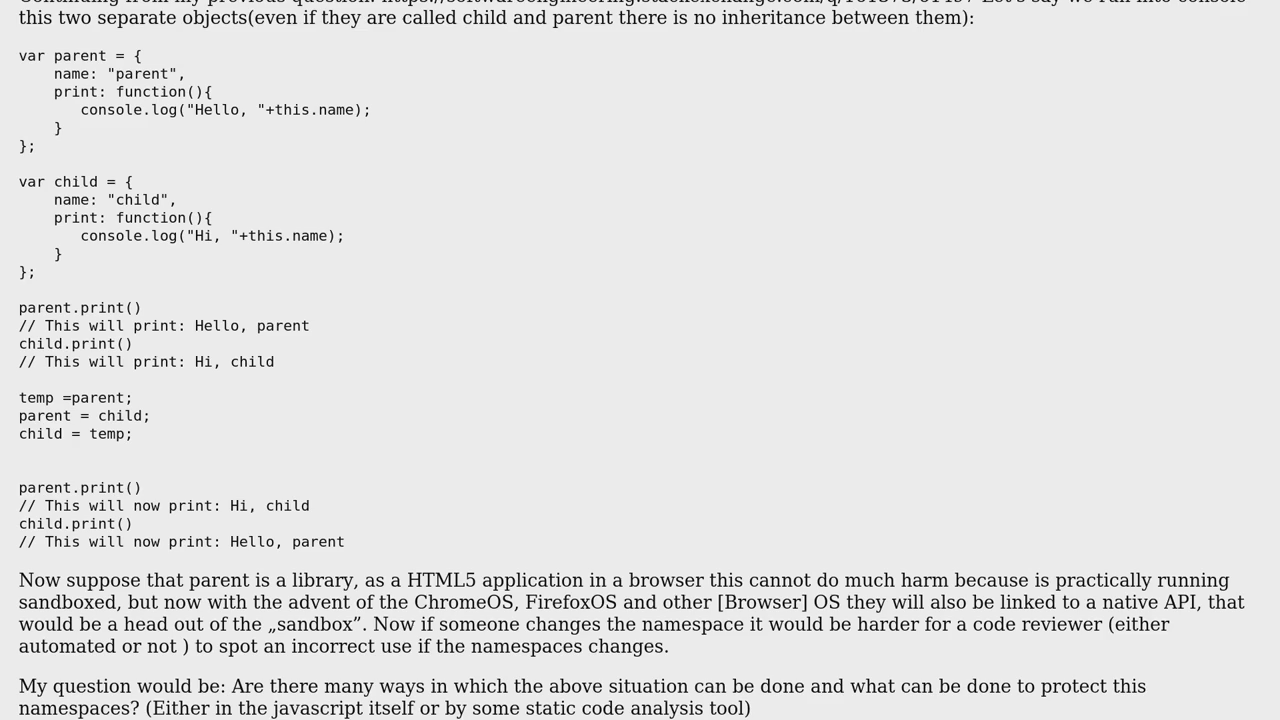 this two separate objects(even if they are called child and parent there is no inheritance between them):
var parent = {
    name: "parent",
    print: function(){
       console.log("Hello, "+this.name);
    }
};
var child = {
    name: "child",
    print: function(){
       console.log("Hi, "+this.name);
    }
};
parent.print()
// This will print: Hello, parent
child.print()
// This will print: Hi, child
temp =parent;
parent = child;
child = temp;
parent.print()
// This will now print: Hi, child
child.print()
// This will now print: Hello, parent
Now suppose that parent is a library, as a HTML5 application in a browser this cannot do much harm because is practically running
sandboxed, but now with the advent of the ChromeOS, FirefoxOS and other [Browser] OS they will also be linked to a native API, that
would be a head out of the „sandbox”. Now if someone changes the namespace it would be harder for a code reviewer (either
automated or not ) to spot an incorrect use if the namespaces changes.
My question would be: Are there many ways in which the above situation can be done and what can be done to protect this
namespaces? (Either in the javascript itself or by some static code analysis tool)